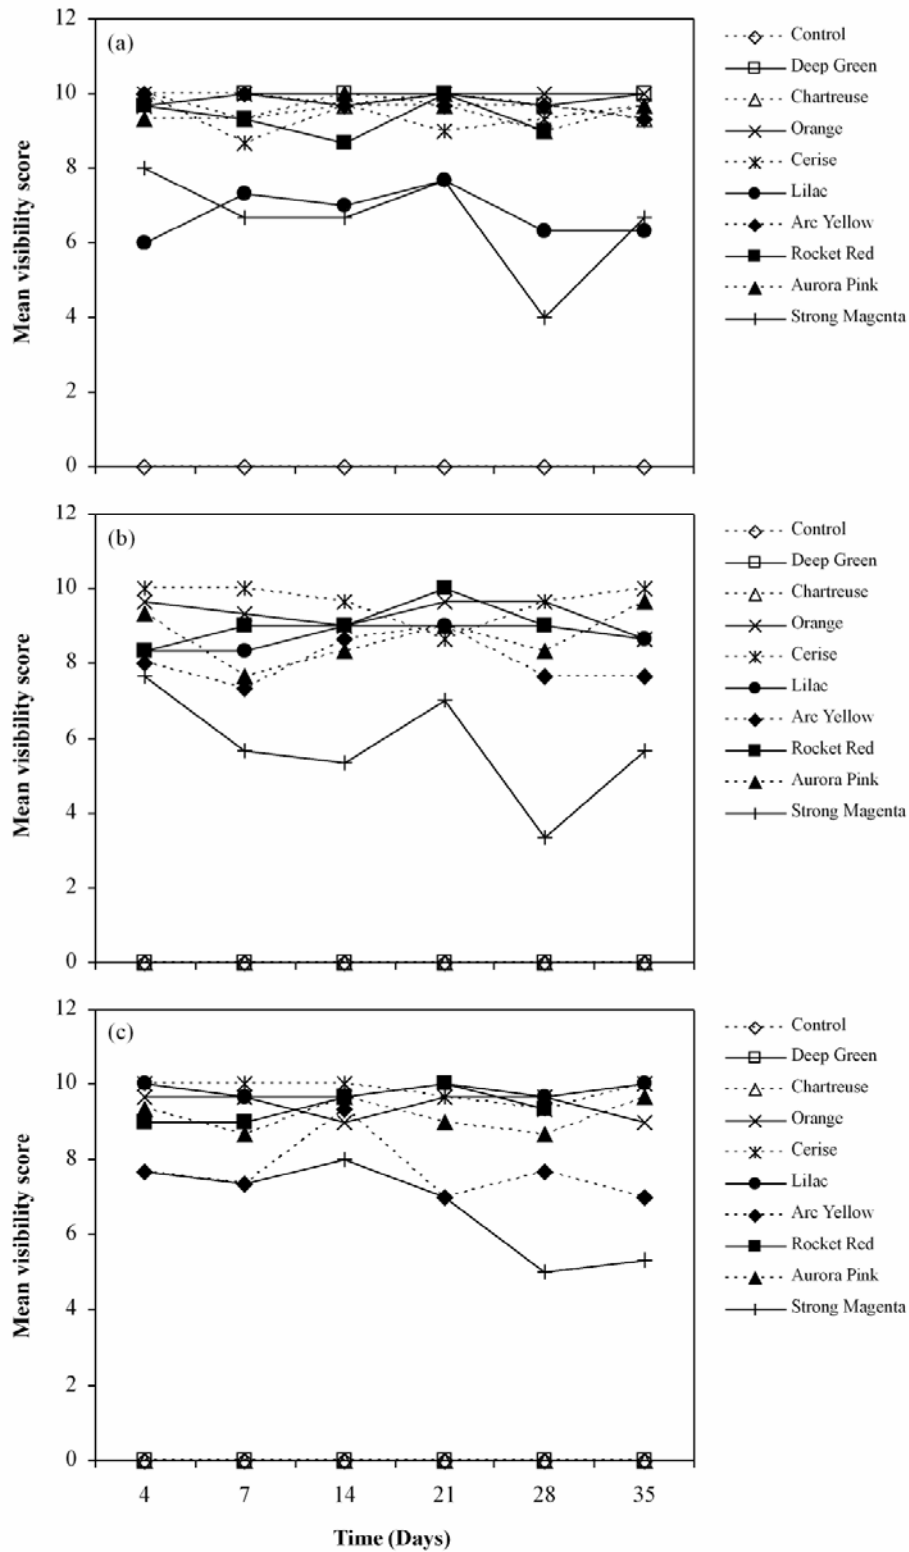 12
(a)
10
8
6
4
2
0
Mean visibility score
Control
Deep Green
Chartreuse
Orange
Cerise
Lilac
Arc Yellow
Rocket Red
Aurora Pink
Strong Magenta
12
(b)
10
8
6
4
2
0
Mean visibility score
Control
Deep Green
Chartreuse
Orange
Cerise
Lilac
Arc Yellow
Rocket Red
Aurora Pink
Strong Magenta
12
(c)
10
8
6
4
2
0
Mean visibility score
Control
Deep Green
Chartreuse
Orange
Cerise
Lilac
Arc Yellow
Rocket Red
Aurora Pink
Strong Magenta
4 7 14 21 28 35
Time (Days)